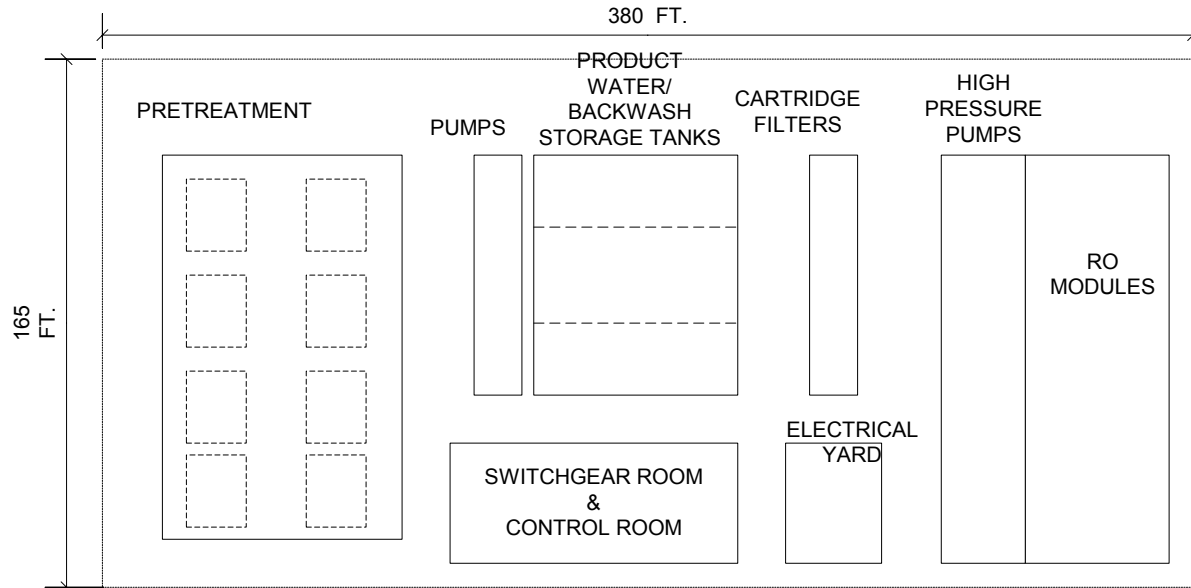 380 FT.
165
FT.
PRETREATMENT
PUMPS
PRODUCT
WATER/
BACKWASH
STORAGE TANKS
CARTRIDGE
FILTERS
HIGH
PRESSURE
PUMPS
RO
MODULES
SWITCHGEAR ROOM
&
CONTROL ROOM
ELECTRICAL
YARD